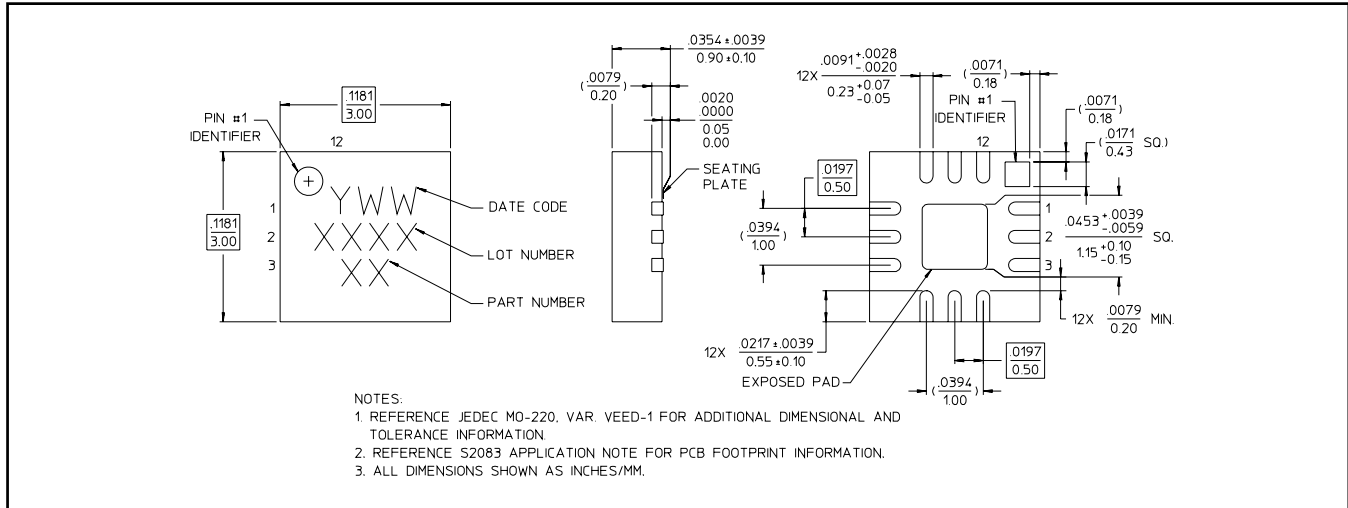 .1181
3.00
PIN #1
IDENTIFIER
12
.1181
3.00
1
2
3
YWW
XXXX
XX
DATE CODE
LOT NUMBER
PART NUMBER
.0354±.0039
0.90±0.10
(.0079
0.20)
.0020
.0000
0.05
0.00
SEATING
PLATE
12X .0091+.0028
-.0020
0.23+0.07
-0.05
(.0071
0.18)
PIN #1
IDENTIFIER
12
(.0071
0.18)
(.0171
0.43 SQ.)
.0197
0.50
(.0394
1.00)
1
2
3
.0453+.0039
-.0059
1.15+0.10
-0.15 SQ.
12X .0079
0.20 MIN.
12X .0217±.0039
0.55±0.10
EXPOSED PAD
(.0394
1.00)
.0197
0.50
NOTES:
1. REFERENCE JEDEC MO-220, VAR. VEED-1 FOR ADDITIONAL DIMENSIONAL AND
TOLERANCE INFORMATION.
2. REFERENCE S2083 APPLICATION NOTE FOR PCB FOOTPRINT INFORMATION.
3. ALL DIMENSIONS SHOWN AS INCHES/MM.